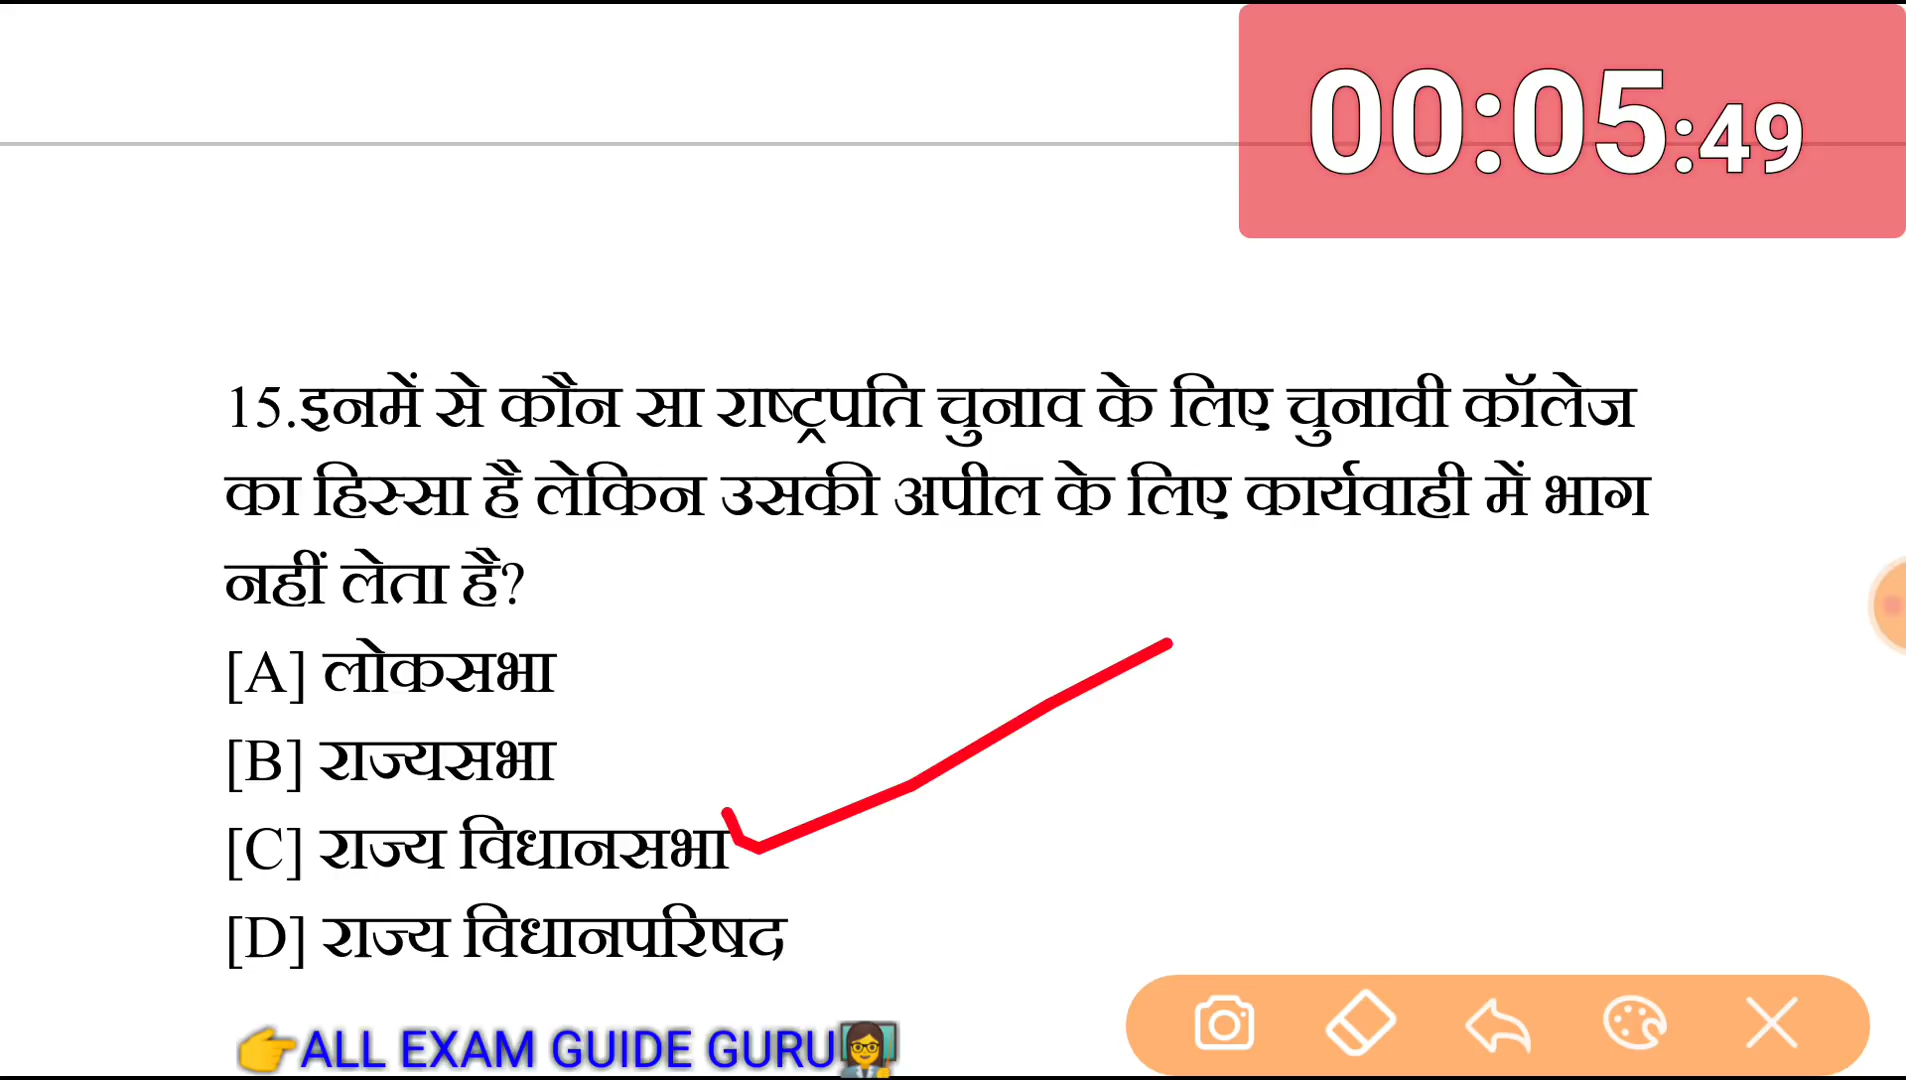 00:05:49
15.इनमें से कौन सा राष्ट्रपति चुनाव के लिए चुनावी कॉलेज
का हिस्सा है लेकिन उसकी अपील के लिए कार्यवाही में भाग
नहीं लेता है?
[A] लोकसभा
[B] राज्यसभा
[C] राज्य विधानसभा
[D] राज्य विधानपरिषद
👉ALL EXAM GUIDE GURU👩‍🏫